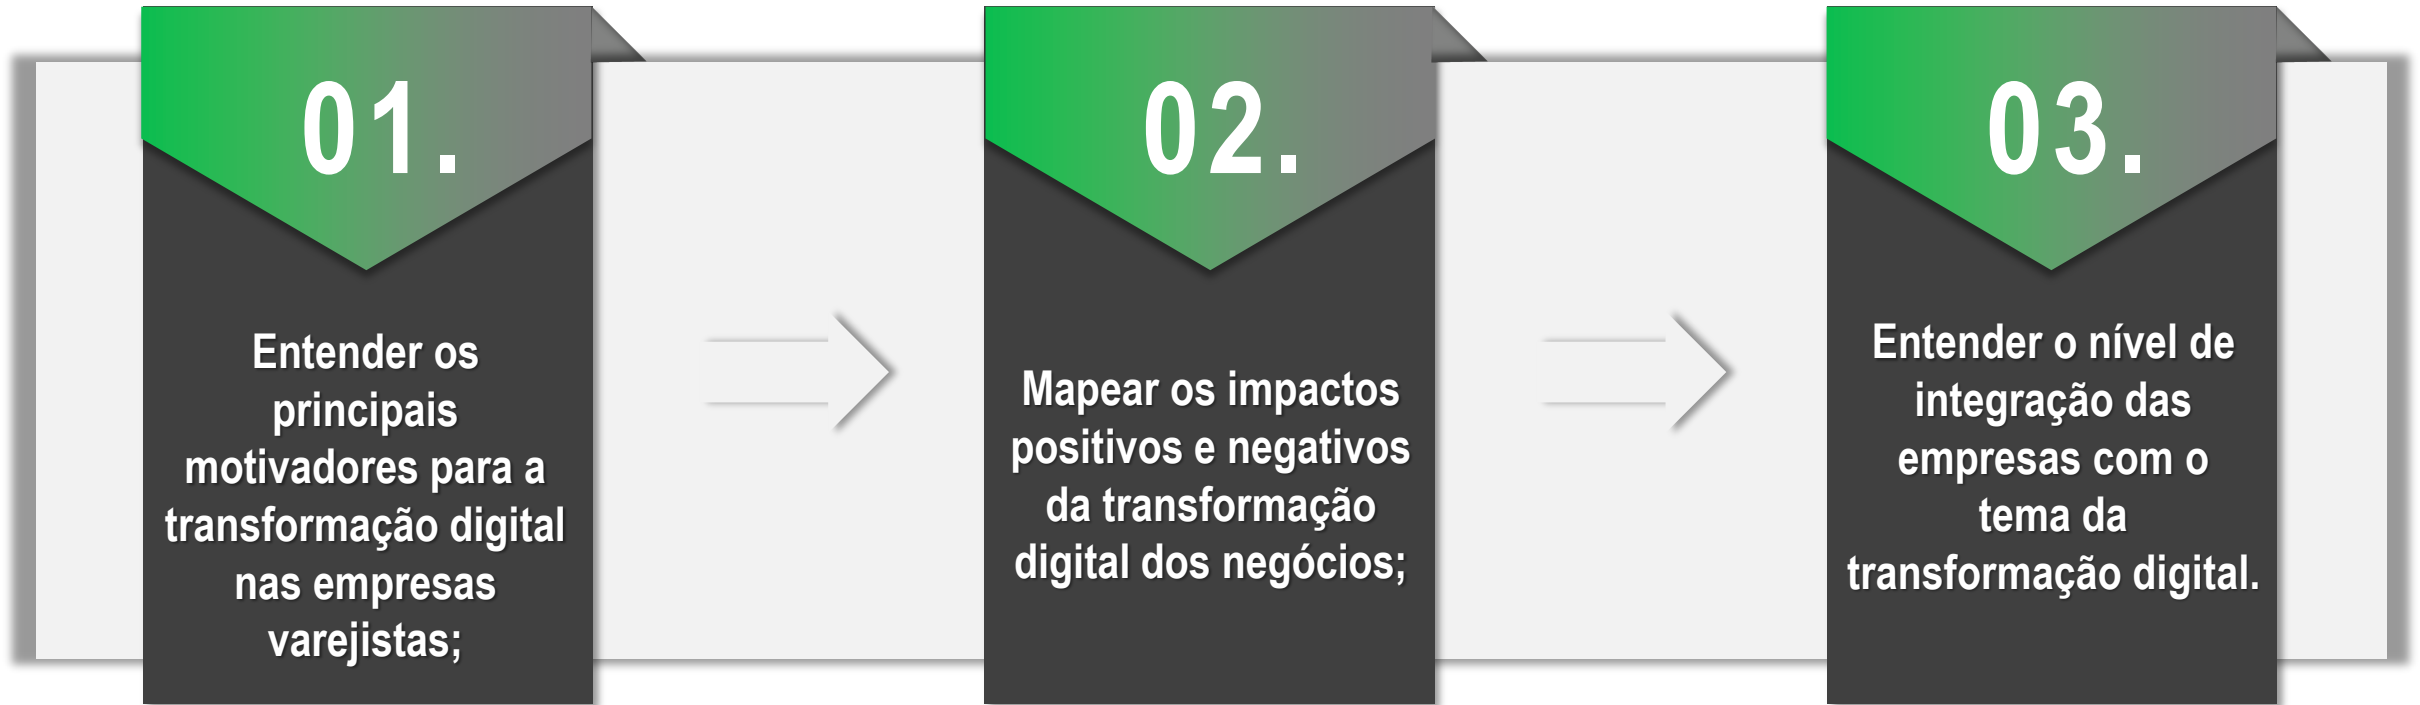 01.
Entender os
principais
motivadores para a
transformação digital
nas empresas
varejistas;
02.
Mapear os impactos
positivos e negativos
da transformação
digital dos negócios;
03.
Entender o nível de
integração das
empresas com o
tema da
transformação digital.